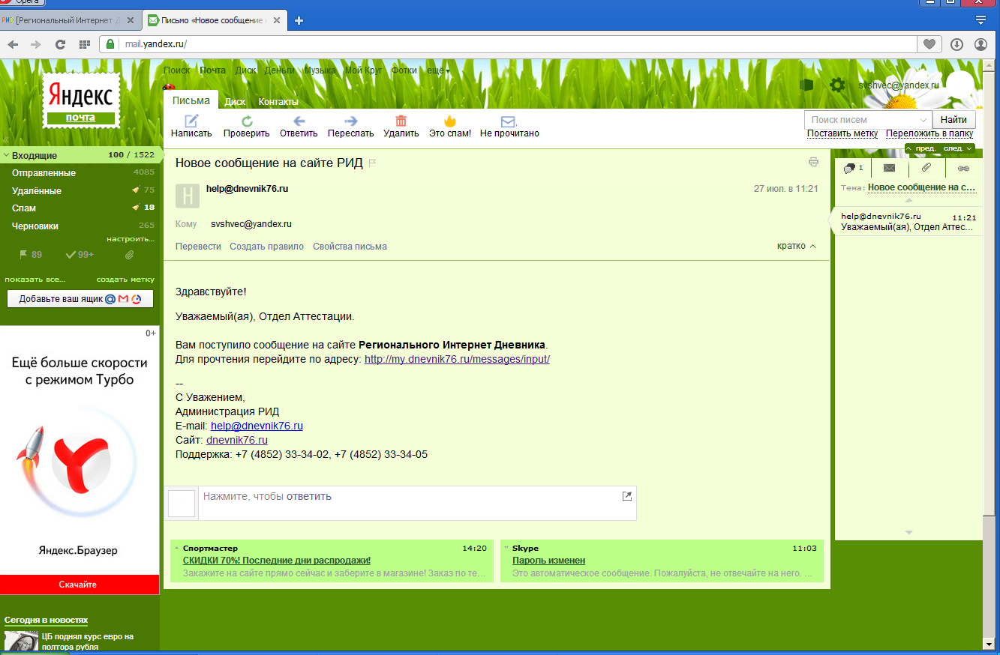 Opera
РИД [Региональный Интернет Д
Письмо «Новое сообщение
mail.yandex.ru/
Поиск Почта Диск Деньги Музыка Мой Круг Фотки ещё
svshvec@yandex.ru
Яндекс
почта
Письма Диск Контакты
Написать Проверить Ответить Переслать Удалить Это спам! Не прочитано
Поиск писем Найти
Поставить метку Переложить в папку
пред. след.
Входящие 100 / 1522
Отправленные 4085
Удалённые 75
Спам 18
Черновики 265
настроить...
89 99+
показать все... создать метку
Добавьте ваш ящик
0+
Ещё больше скорости
с режимом Турбо
Яндекс.Браузер
Скачайте
Сегодня в новостях
ЦБ поднял курс евро на
полтора рубля
Новое сообщение на сайте РИД
H
help@dnevnik76.ru 27 июл. в 11:21
Кому svshvec@yandex.ru
Перевести Создать правило Свойства письма кратко
Здравствуйте!
Уважаемый(ая), Отдел Аттестации.
Вам поступило сообщение на сайте Регионального Интернет Дневника.
Для прочтения перейдите по адресу: http://my.dnevnik76.ru/messages/input/
--
С Уважением,
Администрация РИД
E-mail: help@dnevnik76.ru
Сайт: dnevnik76.ru
Поддержка: +7 (4852) 33-34-02, +7 (4852) 33-34-05
Нажмите, чтобы ответить
Спортмастер 14:20
СКИДКИ 70%! Последние дни распродажи!
Закажите на сайте прямо сейчас и заберите в магазине! Заказ по те...
Skype 11:03
Пароль изменен
Это автоматическое сообщение. Пожалуйста, не отвечайте на него. ...
1
Тема: Новое сообщение на с...
help@dnevnik76.ru 11:21
Уважаемый(ая), Отдел Аттес...